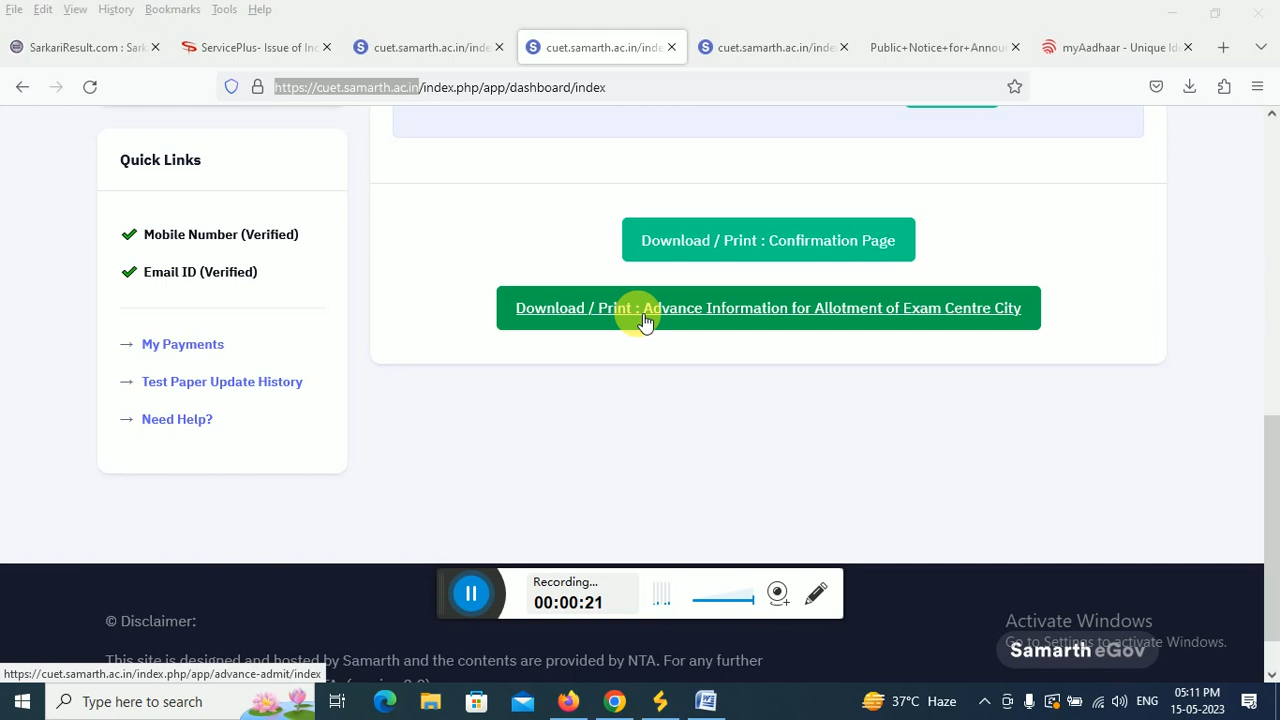 File Edit View History Bookmarks Tools Help
SarkariResult.com : Sark
ServicePlus- Issue of Inc
cuet.samarth.ac.in/inde
cuet.samarth.ac.in/inde
cuet.samarth.ac.in/inde
Public+Notice+for+Annou
myAadhaar - Unique Ide
https://cuet.samarth.ac.in/index.php/app/dashboard/index
Quick Links
Mobile Number (Verified)
Email ID (Verified)
→ My Payments
→ Test Paper Update History
→ Need Help?
Download / Print : Confirmation Page
Download / Print : Advance Information for Allotment of Exam Centre City
Recording...
00:00:21
© Disclaimer:
This site is designed and hosted by Samarth and the contents are provided by NTA. For any further
Activate Windows
Go to Settings to activate Windows.
Samarth eGov
https://cuet.samarth.ac.in/index.php/app/advance-admit/index
Type here to search
37°C Haze
ENG
05:11 PM
15-05-2023